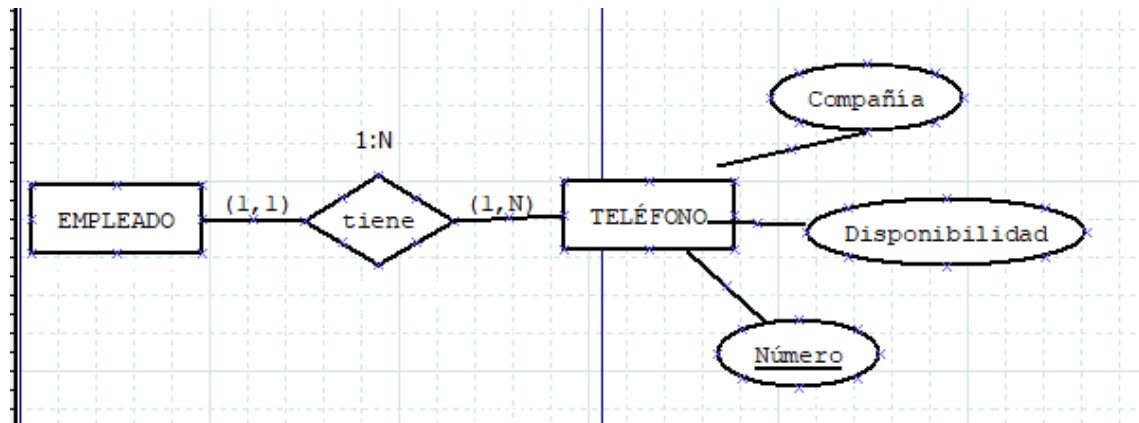 Compañía
1:N
EMPLEADO
(1,1)
tiene
(1,N)
TELÉFONO
Disponibilidad
Número